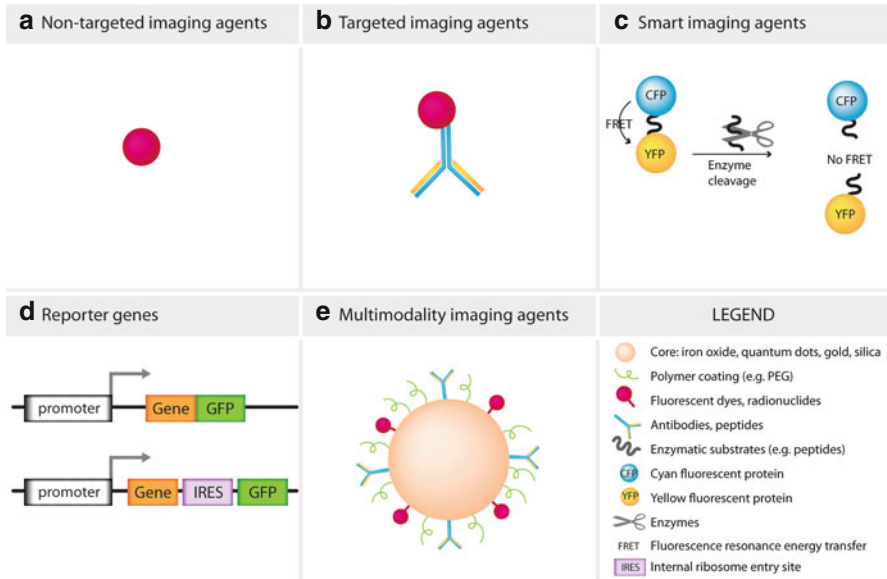 a Non-targeted imaging agents
b Targeted imaging agents
c Smart imaging agents
CFP
FRET
YFP
Enzyme
cleavage
CFP
No FRET
YFP
d Reporter genes
promoter Gene GFP
promoter Gene IRES GFP
e Multimodality imaging agents
LEGEND
Core: iron oxide, quantum dots, gold, silica
Polymer coating (e.g. PEG)
Fluorescent dyes, radionuclides
Antibodies, peptides
Enzymatic substrates (e.g. peptides)
CFP Cyan fluorescent protein
YFP Yellow fluorescent protein
Enzymes
FRET Fluorescence resonance energy transfer
IRES Internal ribosome entry site